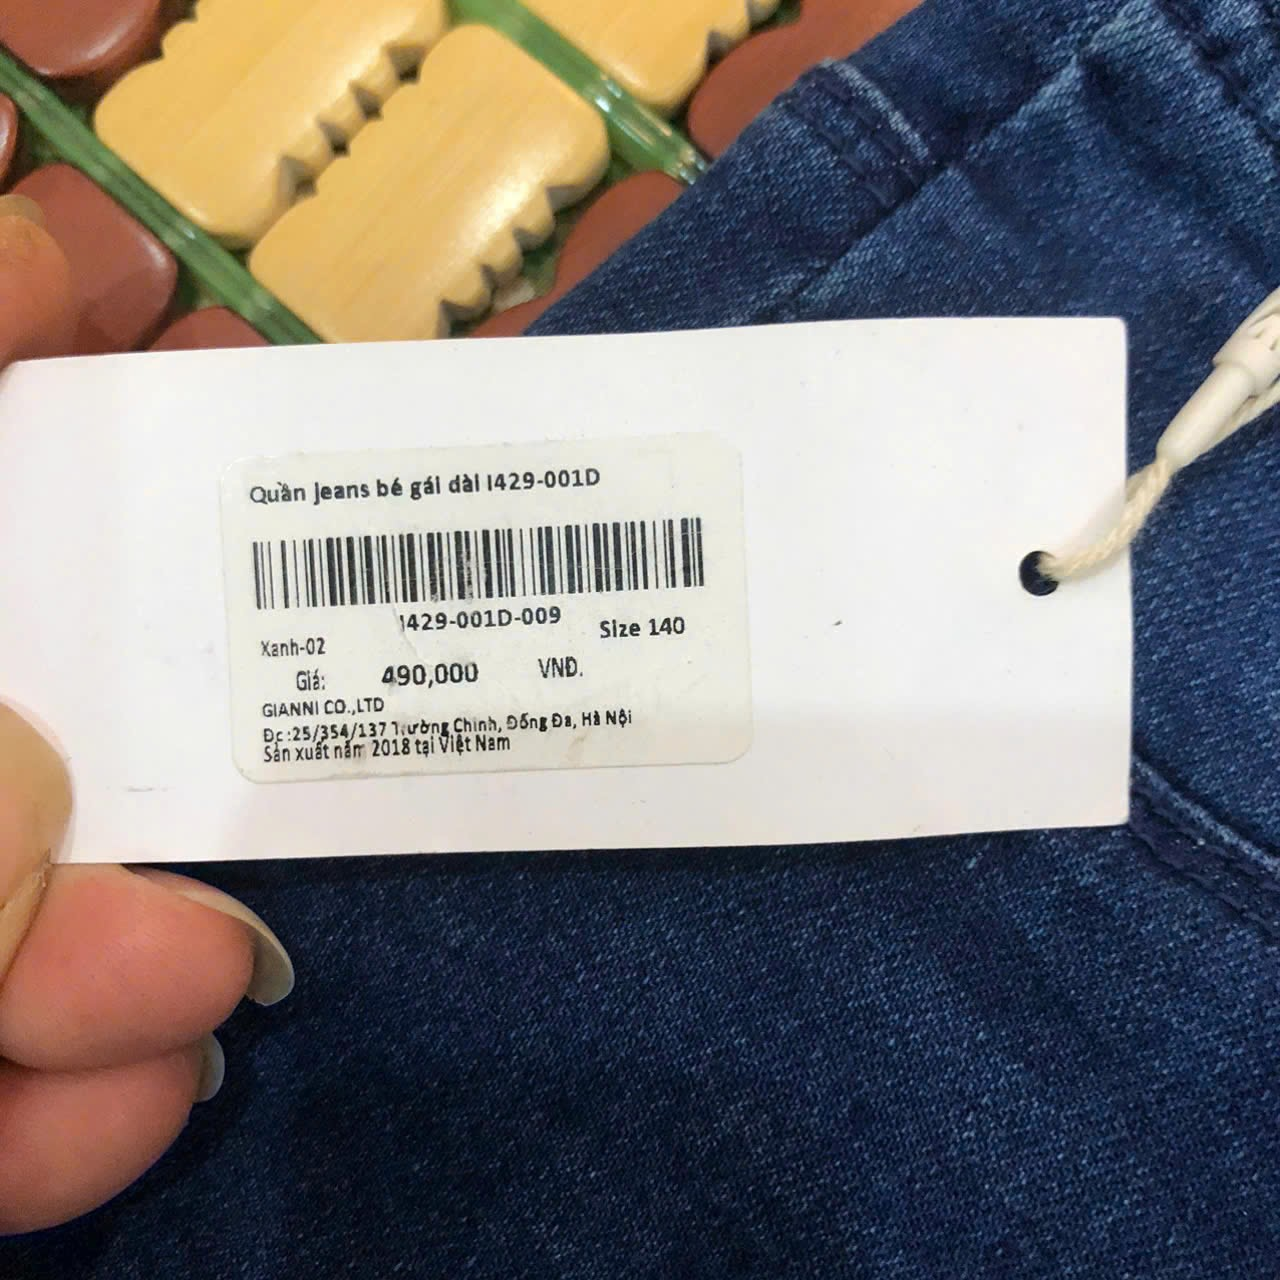 Quần Jeans bé gái dài I429-001D
I429-001D-009
Xanh-02 Size 140
Giá: 490,000 VNĐ.
GIANNI CO.,LTD
Đc :25/354/137 Trường Chinh, Đống Đa, Hà Nội
Sản xuất năm 2018 tại Việt Nam